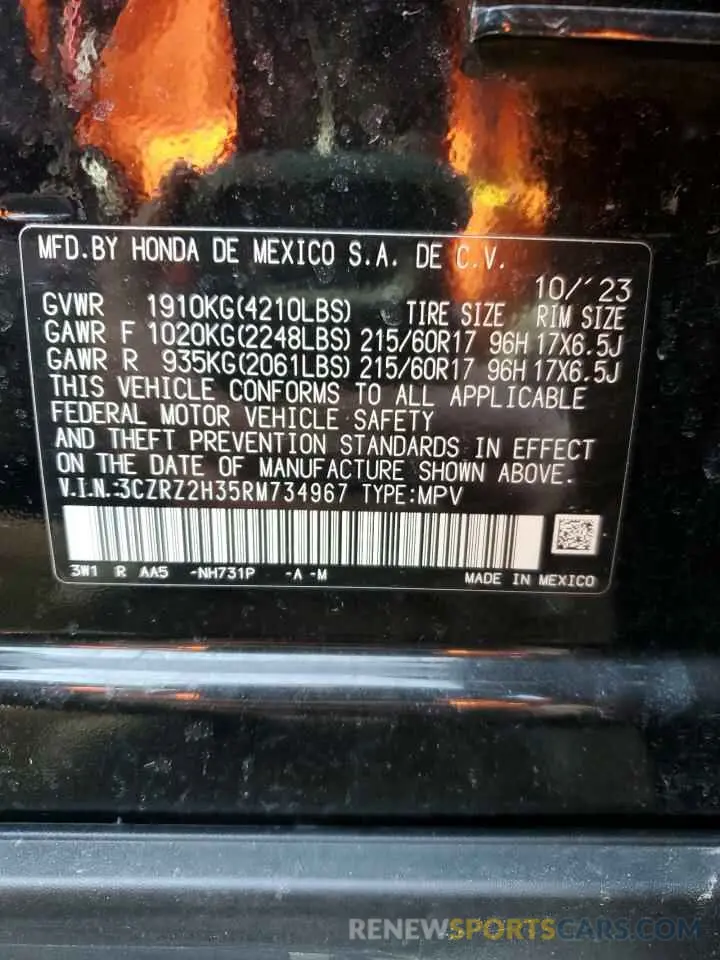 MFD.BY HONDA DE MEXICO S.A. DE C.V.
10/'23
GVWR 1910KG(4210LBS) TIRE SIZE RIM SIZE
GAWR F 1020KG(2248LBS) 215/60R17 96H 17X6.5J
GAWR R 935KG(2061LBS) 215/60R17 96H 17X6.5J
THIS VEHICLE CONFORMS TO ALL APPLICABLE
FEDERAL MOTOR VEHICLE SAFETY
AND THEFT PREVENTION STANDARDS IN EFFECT
ON THE DATE OF MANUFACTURE SHOWN ABOVE.
V.I.N.:3CZRZ2H35RM734967 TYPE:MPV
3W1 R AA5 -NH731P -A -M MADE IN MEXICO
RENEWSPORTSCARS.COM